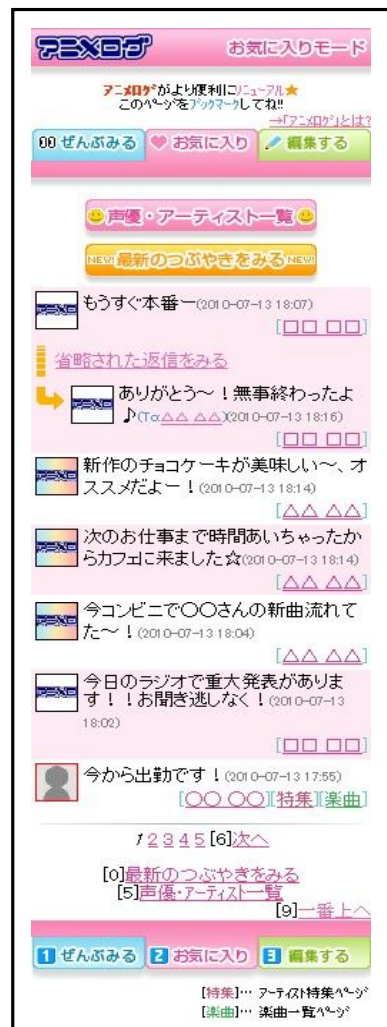 アニメログ お気に入りモード
アニメログがより便利にリニューアル★
このページをブックマークしてね!!
→「アニメログ」とは?
00 ぜんぶみる お気に入り 編集する
声優・アーティスト一覧
NEW! 最新のつぶやきをみる NEW!
もうすぐ本番ー(2010-07-13 18:07)
[□□ □□]
省略された返信をみる
ありがとう〜！無事終わったよ
♪(To△△ △△)(2010-07-13 18:16)
[□□ □□]
新作のチョコケーキが美味しい〜、オ
ススメだよー！(2010-07-13 18:14)
[△△ △△]
次のお仕事まで時間あいちゃったか
らカフェに来ました☆(2010-07-13 18:14)
[△△ △△]
今コンビニで〇〇さんの新曲流れて
た〜！(2010-07-13 18:04)
[△△ △△]
今日のラジオで重大発表がありま
す！！お聞き逃しなく！(2010-07-13
18:02)
[□□ □□]
今から出勤です！(2010-07-13 17:55)
[〇〇 〇〇][特集][楽曲]
1 2 3 4 5 [6]次へ
[0]最新のつぶやきをみる
[5]声優・アーティスト一覧
[9]一番上へ
1 ぜんぶみる 2 お気に入り 3 編集する
[特集]… アーティスト特集ページ
[楽曲]… 楽曲一覧ページ